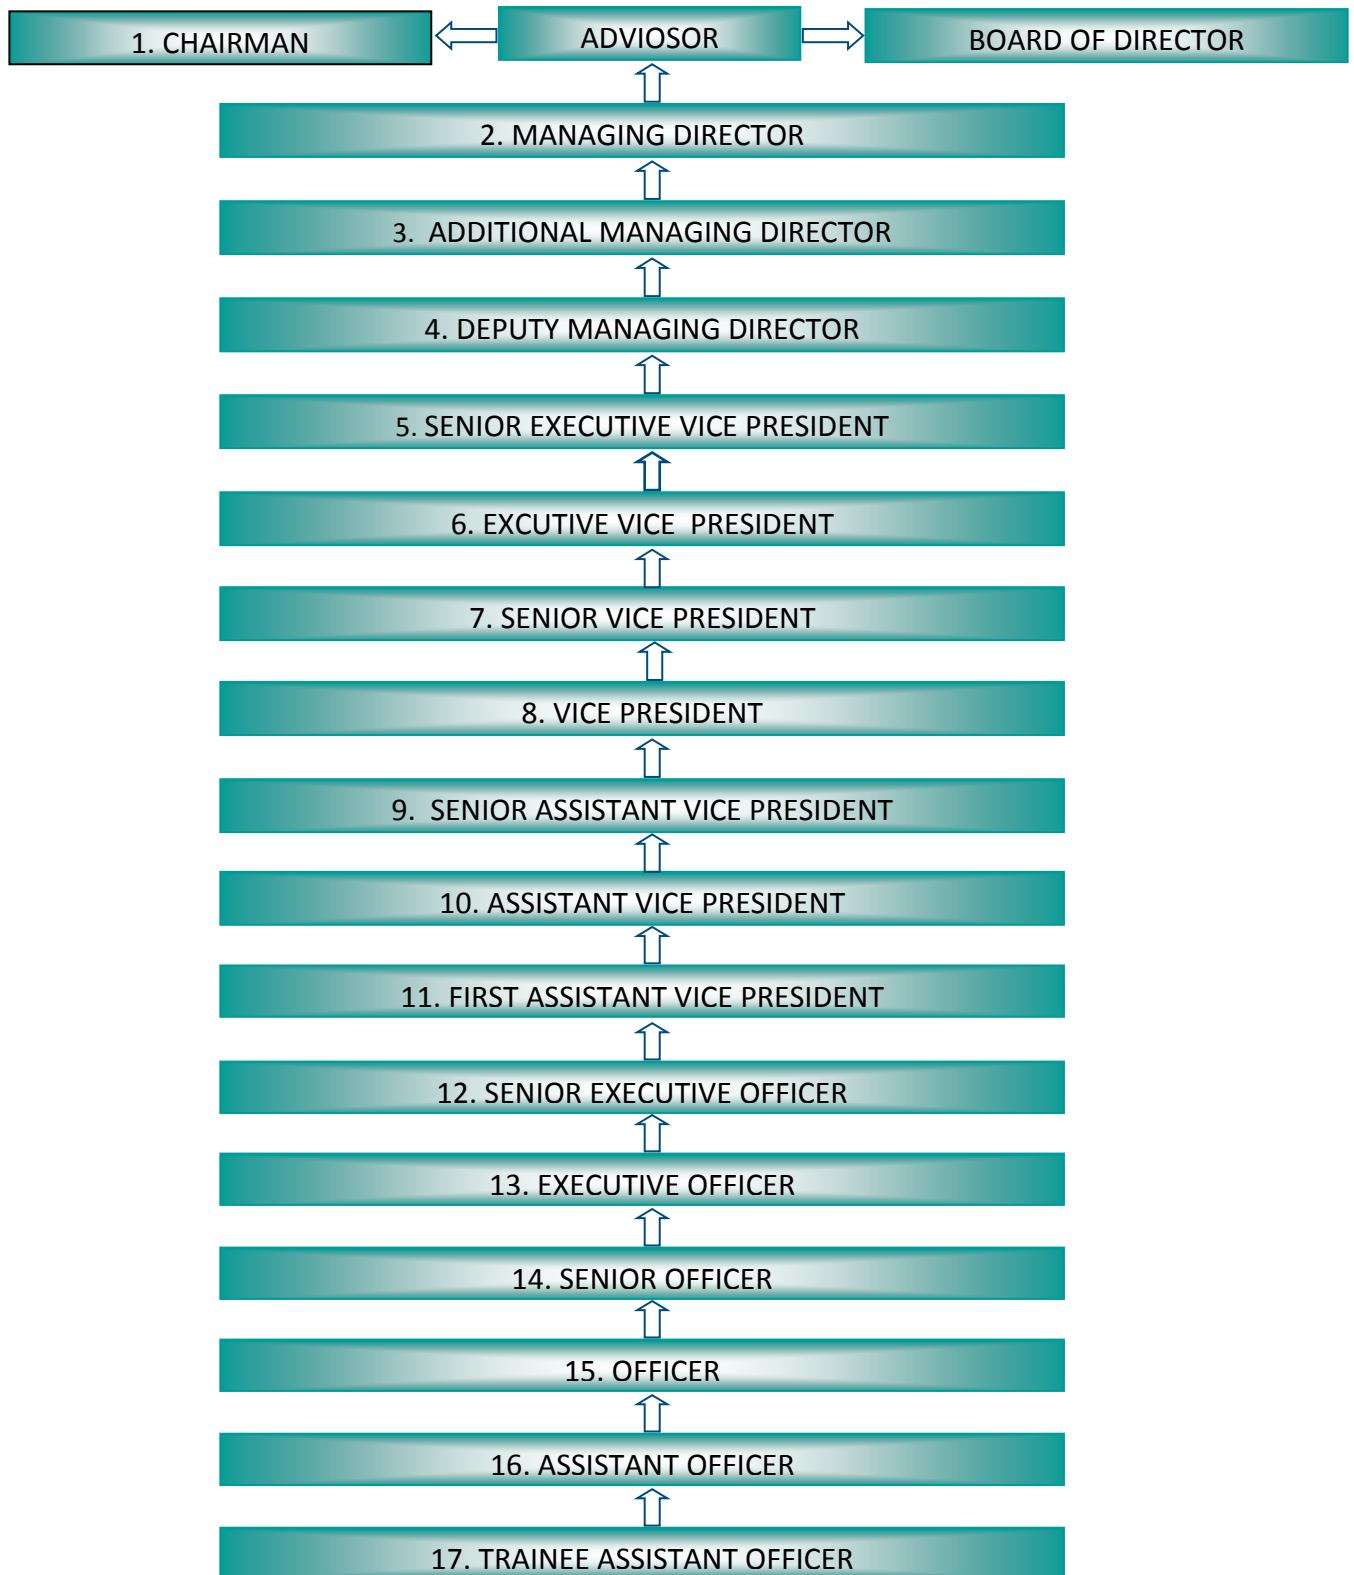 1. CHAIRMAN
ADVIOSOR
BOARD OF DIRECTOR
2. MANAGING DIRECTOR
3. ADDITIONAL MANAGING DIRECTOR
4. DEPUTY MANAGING DIRECTOR
5. SENIOR EXECUTIVE VICE PRESIDENT
6. EXCUTIVE VICE PRESIDENT
7. SENIOR VICE PRESIDENT
8. VICE PRESIDENT
9. SENIOR ASSISTANT VICE PRESIDENT
10. ASSISTANT VICE PRESIDENT
11. FIRST ASSISTANT VICE PRESIDENT
12. SENIOR EXECUTIVE OFFICER
13. EXECUTIVE OFFICER
14. SENIOR OFFICER
15. OFFICER
16. ASSISTANT OFFICER
17. TRAINEE ASSISTANT OFFICER